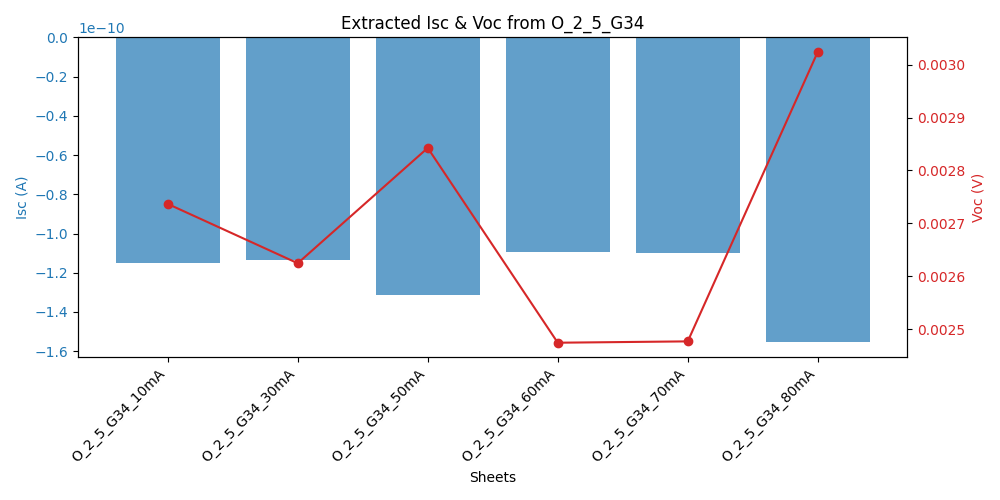 Extracted Isc & Voc from O_2_5_G34
1e−10
0.0
−0.2
−0.4
−0.6
−0.8
−1.0
−1.2
−1.4
−1.6
Isc (A)
0.0030
0.0029
0.0028
0.0027
0.0026
0.0025
Voc (V)
O_2_5_G34_10mA
O_2_5_G34_30mA
O_2_5_G34_50mA
O_2_5_G34_60mA
O_2_5_G34_70mA
O_2_5_G34_80mA
Sheets